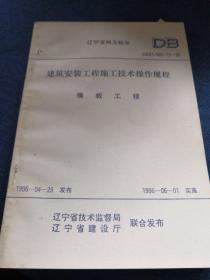 辽宁省地方标准
DB
建筑安装工程施工技术操作规程
模板工程
1996-04-29 发布
1996-06-01 实施
辽宁省技术监督局
辽宁省建设厅
联合发布